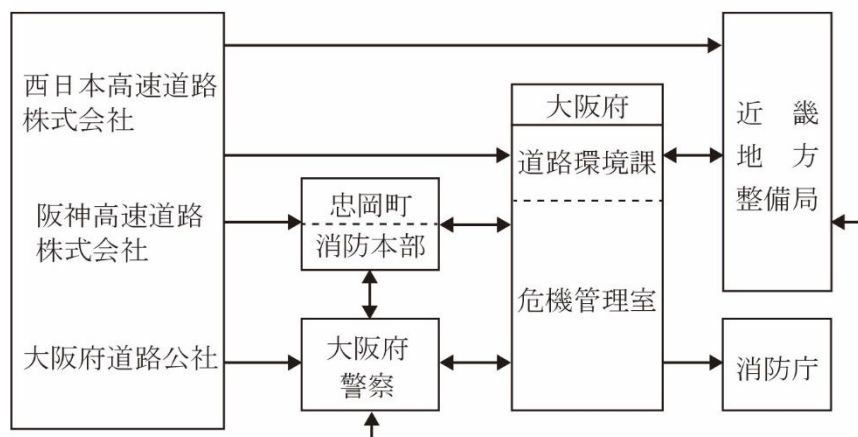 西日本高速道路
株式会社
阪神高速道路
株式会社
大阪府道路公社
忠岡町
消防本部
大阪府
警察
大阪府
道路環境課
危機管理室
近畿
地方
整備局
消防庁